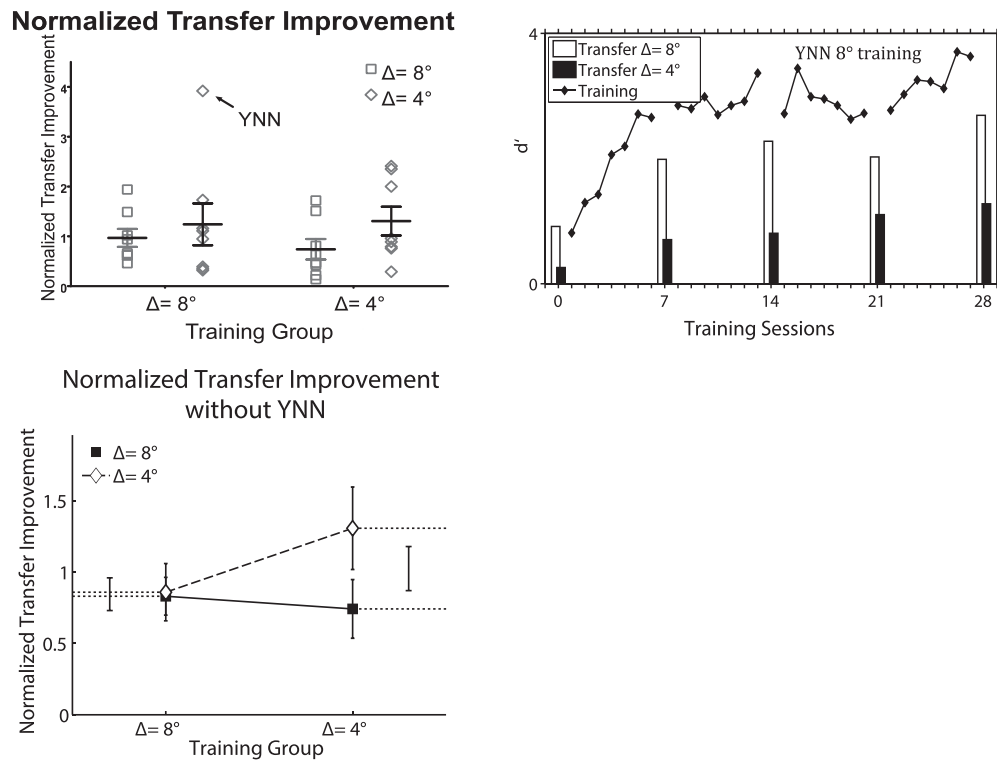 Normalized Transfer Improvement
Normalized Transfer Improvement
4
3
2
1
0
YNN
Δ= 8°
Δ= 4°
Δ= 8°
Δ= 4°
Training Group
4
0
d′
Transfer Δ= 8°
Transfer Δ= 4°
Training
YNN 8° training
0
7
14
21
28
Training Sessions
Normalized Transfer Improvement
without YNN
Normalized Transfer Improvement
Δ= 8°
Δ= 4°
1.5
1
0.5
0
Δ= 8°
Δ= 4°
Training Group